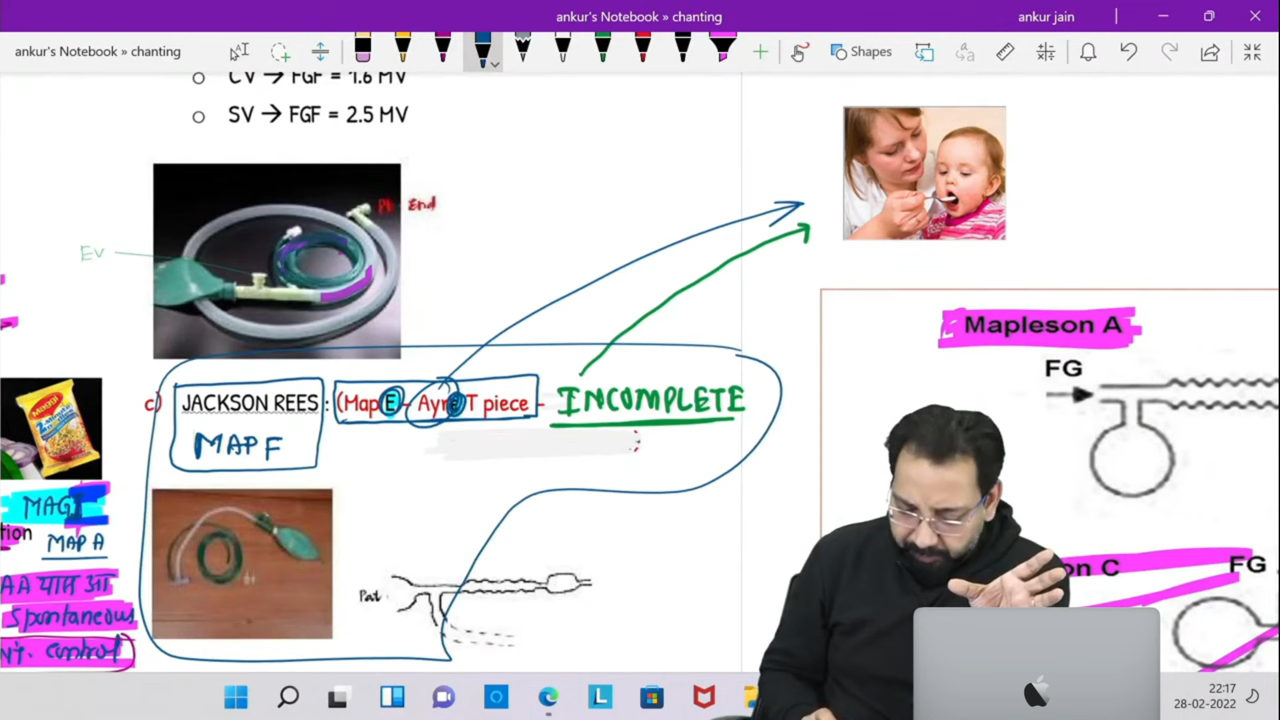 ankur's Notebook » chanting
ankur jain
ankur's Notebook » chanting
Shapes
CV → FGF = 1.6 MV
SV → FGF = 2.5 MV
Pt End
EV
c) JACKSON REES : (Map E - Ayre T piece - INCOMPLETE
MAP F
Maggi
MAGI
MAP A
Spontaneous
control
Pat
Mapleson A
FG
on C
FG
22:17
28-02-2022